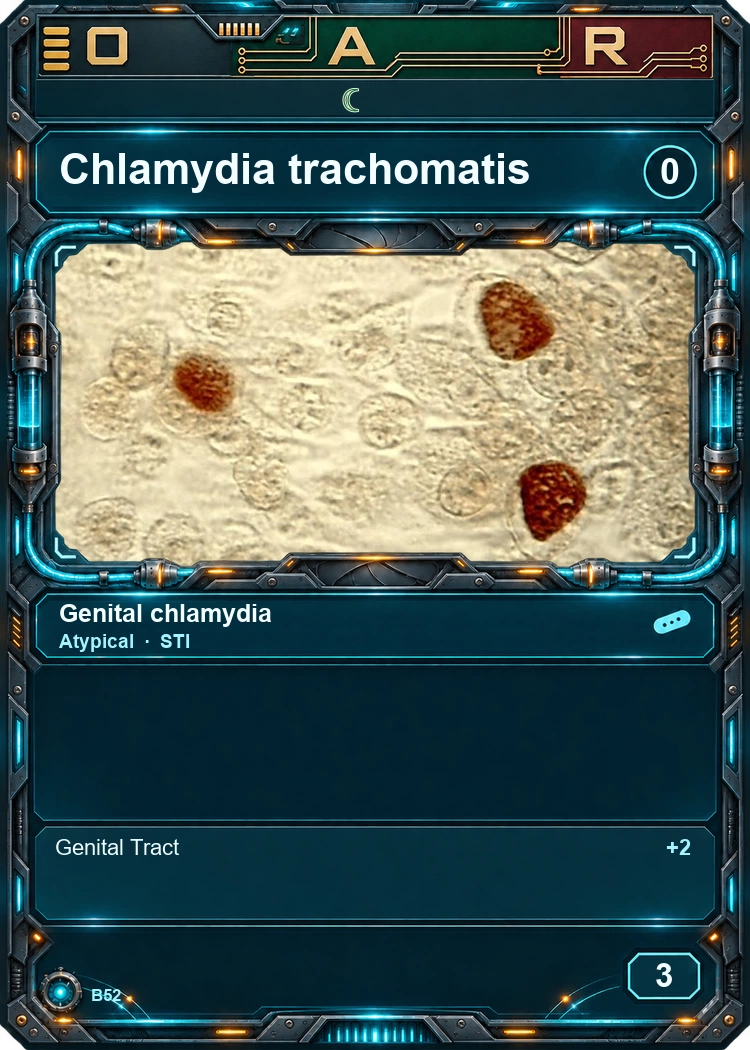 O A R
Chlamydia trachomatis 0
Genital chlamydia
Atypical · STI
Genital Tract +2
B52 3